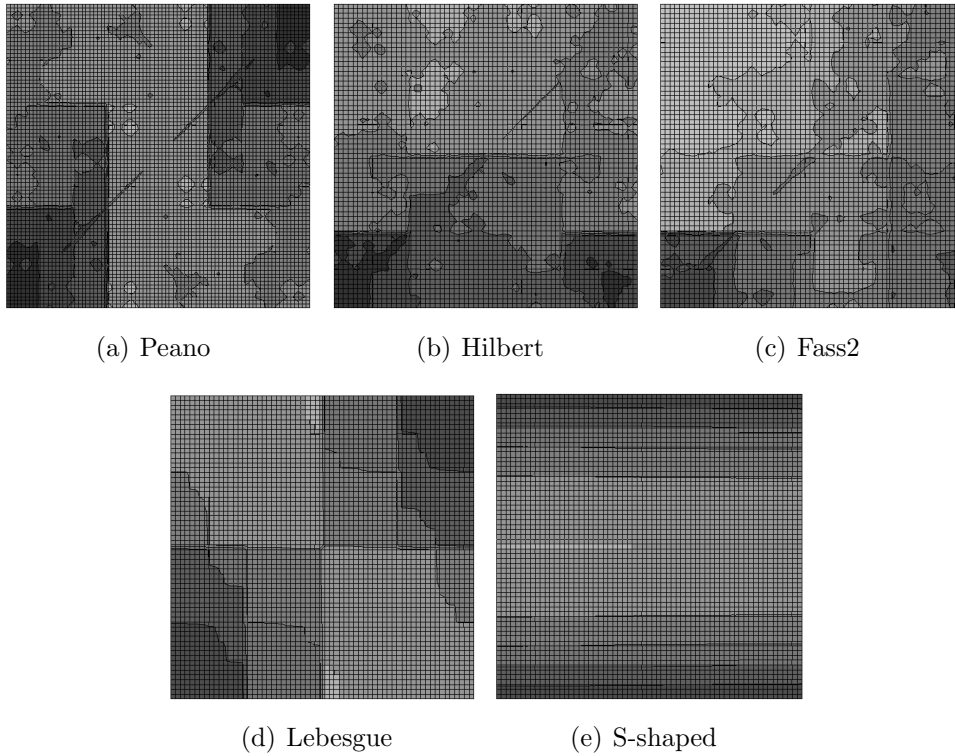 (a) Peano
(b) Hilbert
(c) Fass2
(d) Lebesgue
(e) S-shaped